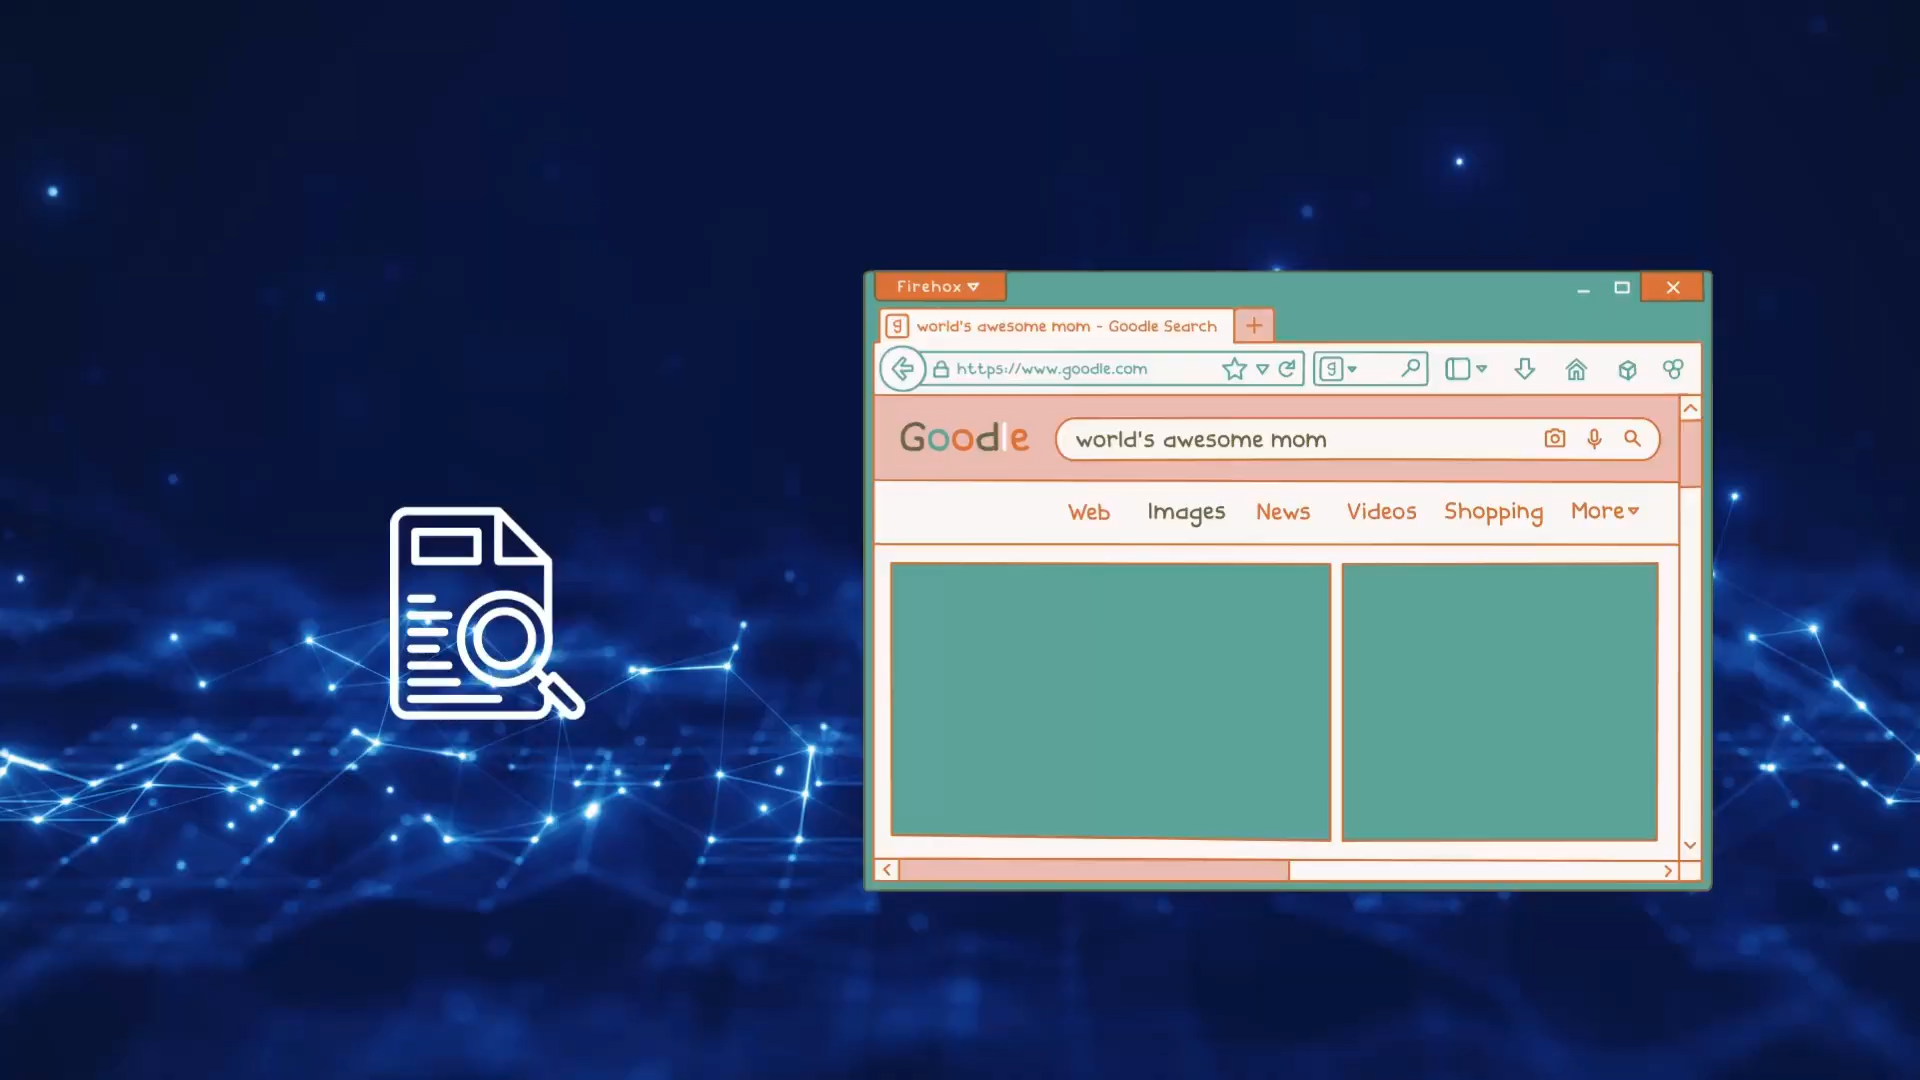 Firehox
g world's awesome mom - Goodle Search +
https://www.goodle.com g
Goodle world's awesome mom
Web Images News Videos Shopping More